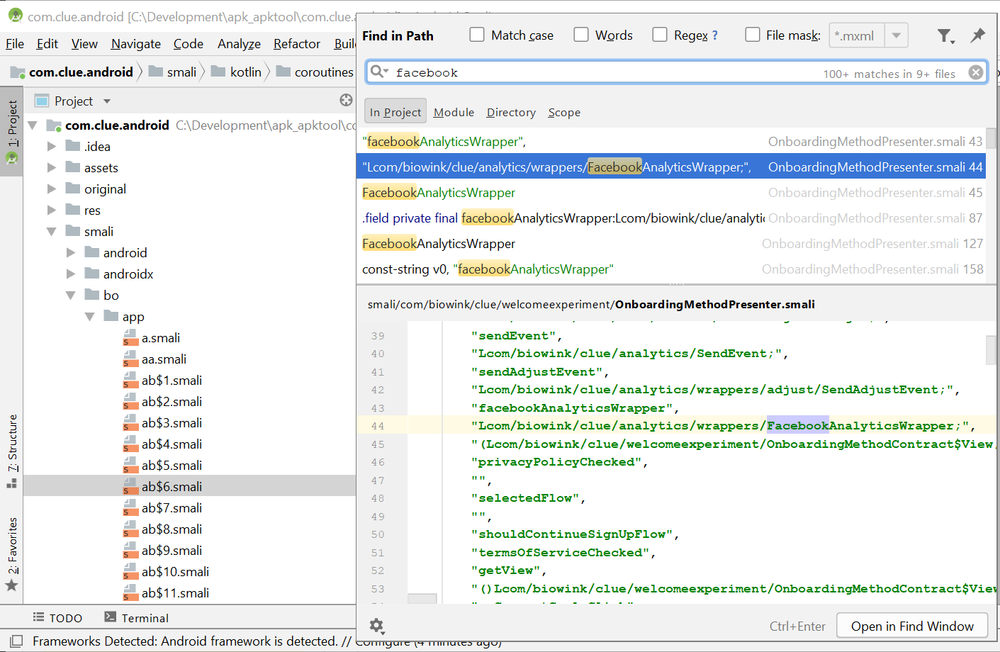 com.clue.android [C:\Development\apk_apktool\com.clue.
File Edit View Navigate Code Analyze Refactor Buil
com.clue.android smali kotlin coroutines
1: Project
7: Structure
2: Favorites
Project
com.clue.android C:\Development\apk_apktool\co
.idea
assets
original
res
smali
android
androidx
bo
app
a.smali
aa.smali
ab$1.smali
ab$2.smali
ab$3.smali
ab$4.smali
ab$5.smali
ab$6.smali
ab$7.smali
ab$8.smali
ab$9.smali
ab$10.smali
ab$11.smali
TODO Terminal
Frameworks Detected: Android framework is detected. // Configure (4 minutes ago)
Find in Path Match case Words Regex ? File mask: *.mxml
facebook 100+ matches in 9+ files
In Project Module Directory Scope
"facebookAnalyticsWrapper", OnboardingMethodPresenter.smali 43
"Lcom/biowink/clue/analytics/wrappers/FacebookAnalyticsWrapper;", OnboardingMethodPresenter.smali 44
FacebookAnalyticsWrapper OnboardingMethodPresenter.smali 45
.field private final facebookAnalyticsWrapper:Lcom/biowink/clue/analytic OnboardingMethodPresenter.smali 87
FacebookAnalyticsWrapper OnboardingMethodPresenter.smali 127
const-string v0, "facebookAnalyticsWrapper" OnboardingMethodPresenter.smali 158
smali/com/biowink/clue/welcomeexperiment/OnboardingMethodPresenter.smali
39 "sendEvent",
40 "Lcom/biowink/clue/analytics/SendEvent;",
41 "sendAdjustEvent",
42 "Lcom/biowink/clue/analytics/wrappers/adjust/SendAdjustEvent;",
43 "facebookAnalyticsWrapper",
44 "Lcom/biowink/clue/analytics/wrappers/FacebookAnalyticsWrapper;",
45 "(Lcom/biowink/clue/welcomeexperiment/OnboardingMethodContract$View;
46 "privacyPolicyChecked",
47 "",
48 "selectedFlow",
49 "",
50 "shouldContinueSignUpFlow",
51 "termsOfServiceChecked",
52 "getView",
53 "()Lcom/biowink/clue/welcomeexperiment/OnboardingMethodContract$View
Ctrl+Enter Open in Find Window